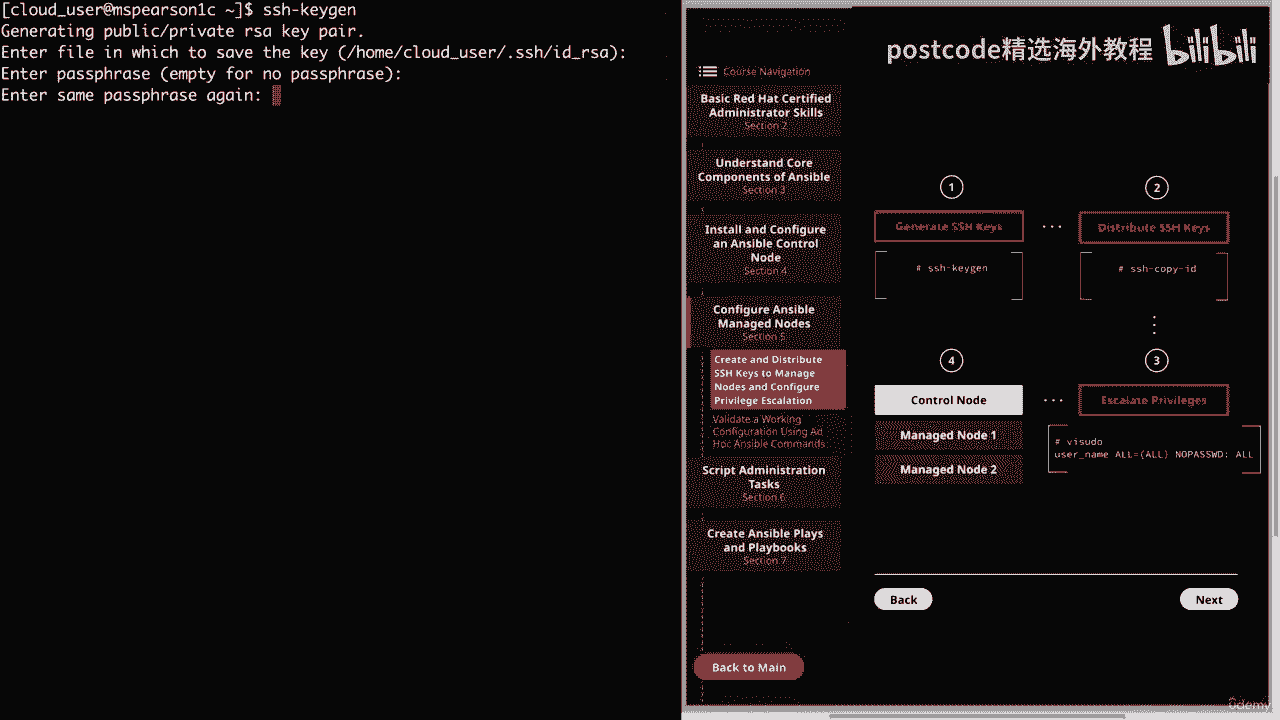 [cloud_user@mspearson1c ~]$ ssh-keygen
Generating public/private rsa key pair.
Enter file in which to save the key (/home/cloud_user/.ssh/id_rsa):
Enter passphrase (empty for no passphrase):
Enter same passphrase again:
postcode精选海外教程 bilibili
Course Navigation
Basic Red Hat Certified
Administrator Skills
Section 2
Understand Core
Components of Ansible
Section 3
Install and Configure
an Ansible Control
Node
Section 4
Configure Ansible
Managed Nodes
Section 5
Create and Distribute
SSH Keys to Manage
Nodes and Configure
Privilege Escalation
Validate a Working
Configuration Using Ad
Hoc Ansible Commands
Script Administration
Tasks
Section 6
Create Ansible Plays
and Playbooks
Section 7
Back to Main
1
2
Generate SSH Keys
...
Distribute SSH Keys
# ssh-keygen
# ssh-copy-id
4
3
Control Node
...
Escalate Privileges
Managed Node 1
Managed Node 2
# visudo
user_name ALL=(ALL) NOPASSWD: ALL
Back
Next
ûdemy